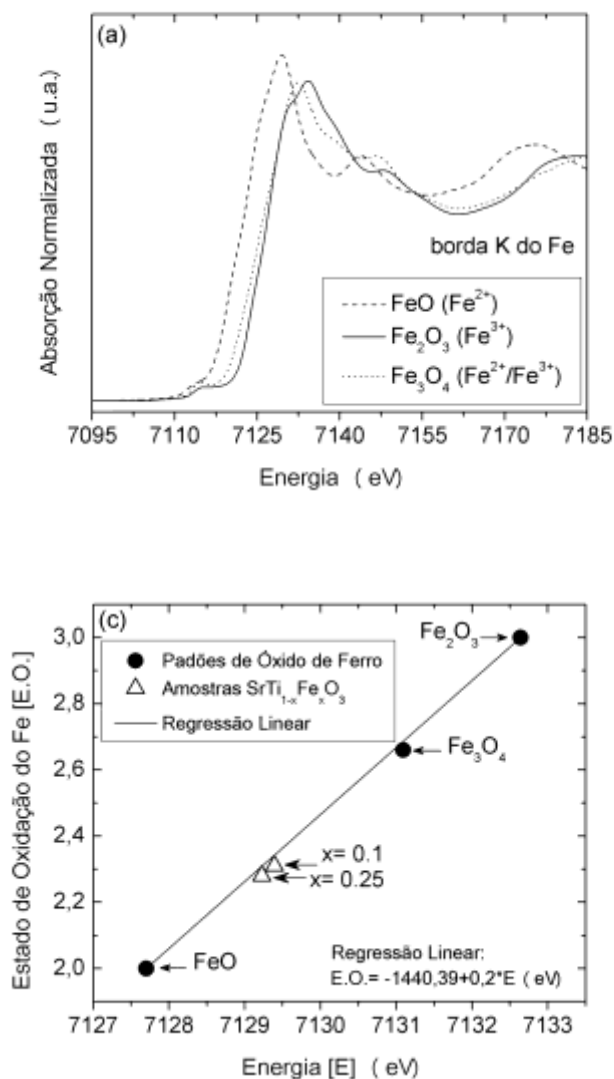 (a)
Absorção Normalizada ( u.a.)
borda K do Fe
FeO (Fe²⁺)
Fe₂O₃ (Fe³⁺)
Fe₃O₄ (Fe²⁺/Fe³⁺)
7095 7110 7125 7140 7155 7170 7185
Energia ( eV)
(c)
Estado de Oxidação do Fe [E.O.]
3,0
2,8
2,6
2,4
2,2
2,0
Padões de Óxido de Ferro
Amostras SrTi₁₋ₓFeₓO₃
Regressão Linear
Fe₂O₃
Fe₃O₄
x= 0.1
x= 0.25
FeO
Regressão Linear:
E.O.= -1440,39+0,2*E ( eV)
7127 7128 7129 7130 7131 7132 7133
Energia [E] ( eV)